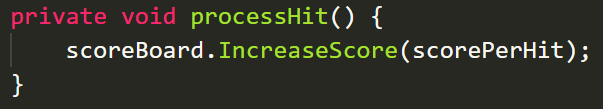 private void processHit() {
    scoreBoard.IncreaseScore(scorePerHit);
}